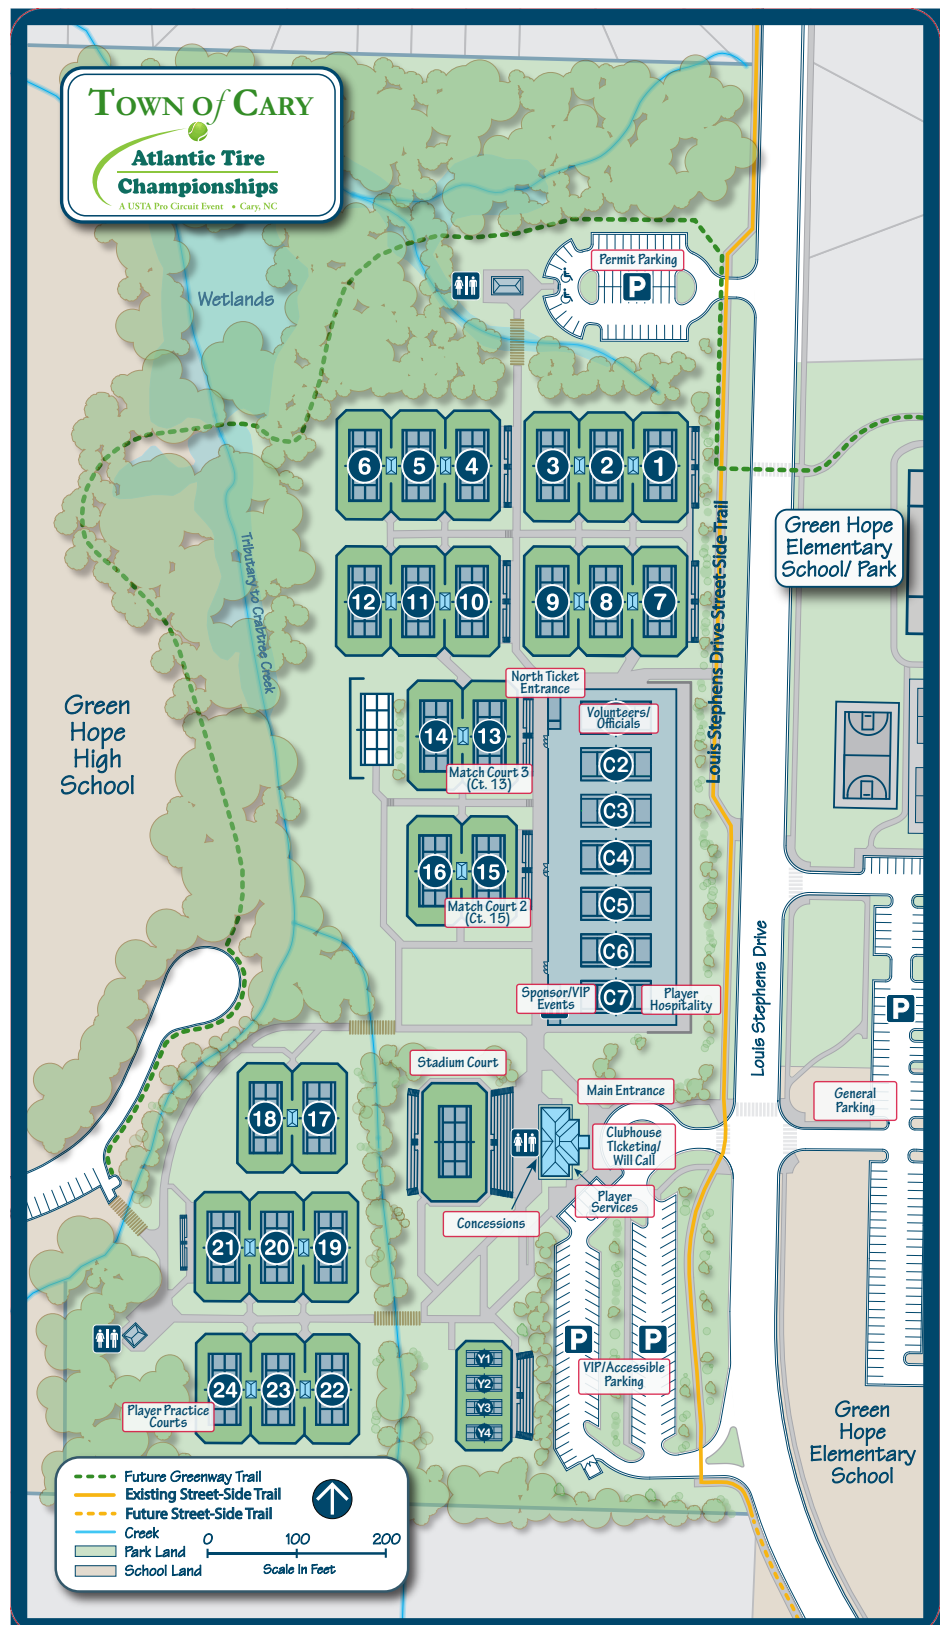 TOWN of CARY
Atlantic Tire
Championships
A USTA Pro Circuit Event • Cary, NC
Permit Parking
P
Wetlands
6
5
4
3
2
1
Green Hope
Elementary
School/ Park
Louis Stephens Drive Street-Side Trail
Tributary to Crabtree Creek
12
11
10
9
8
7
North Ticket
Entrance
Volunteers/
Officials
Green
Hope
High
School
14
13
Match Court 3
(Ct. 13)
C2
C3
C4
C5
C6
C7
16
15
Match Court 2
(Ct. 15)
Sponsor/VIP
Events
Player
Hospitality
Louis Stephens Drive
P
General
Parking
Stadium Court
Main Entrance
18
17
Clubhouse
Ticketing/
Will Call
Player
Services
Concessions
21
20
19
P
P
VIP/Accessible
Parking
Y1
Y2
Y3
Y4
24
23
22
Player Practice
Courts
Green
Hope
Elementary
School
Future Greenway Trail
Existing Street-Side Trail
Future Street-Side Trail
Creek
Park Land
School Land
0 100 200
Scale In Feet